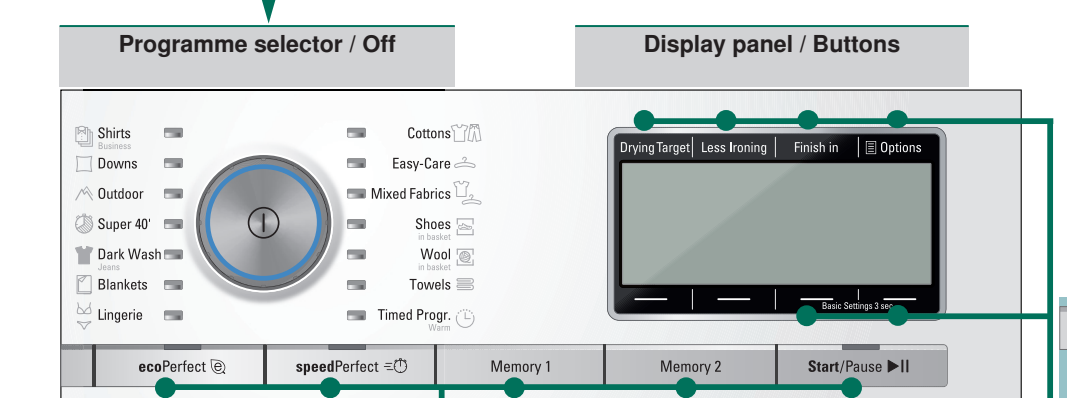 Programme selector / Off
Display panel / Buttons
Shirts
Business
Downs
Outdoor
Super 40'
Dark Wash
Jeans
Blankets
Lingerie
Cottons
Easy-Care
Mixed Fabrics
Shoes
in basket
Wool
in basket
Towels
Timed Progr.
Warm
Drying Target Less Ironing Finish in Options
Basic Settings 3 sec.
ecoPerfect speedPerfect Memory 1 Memory 2 Start/Pause